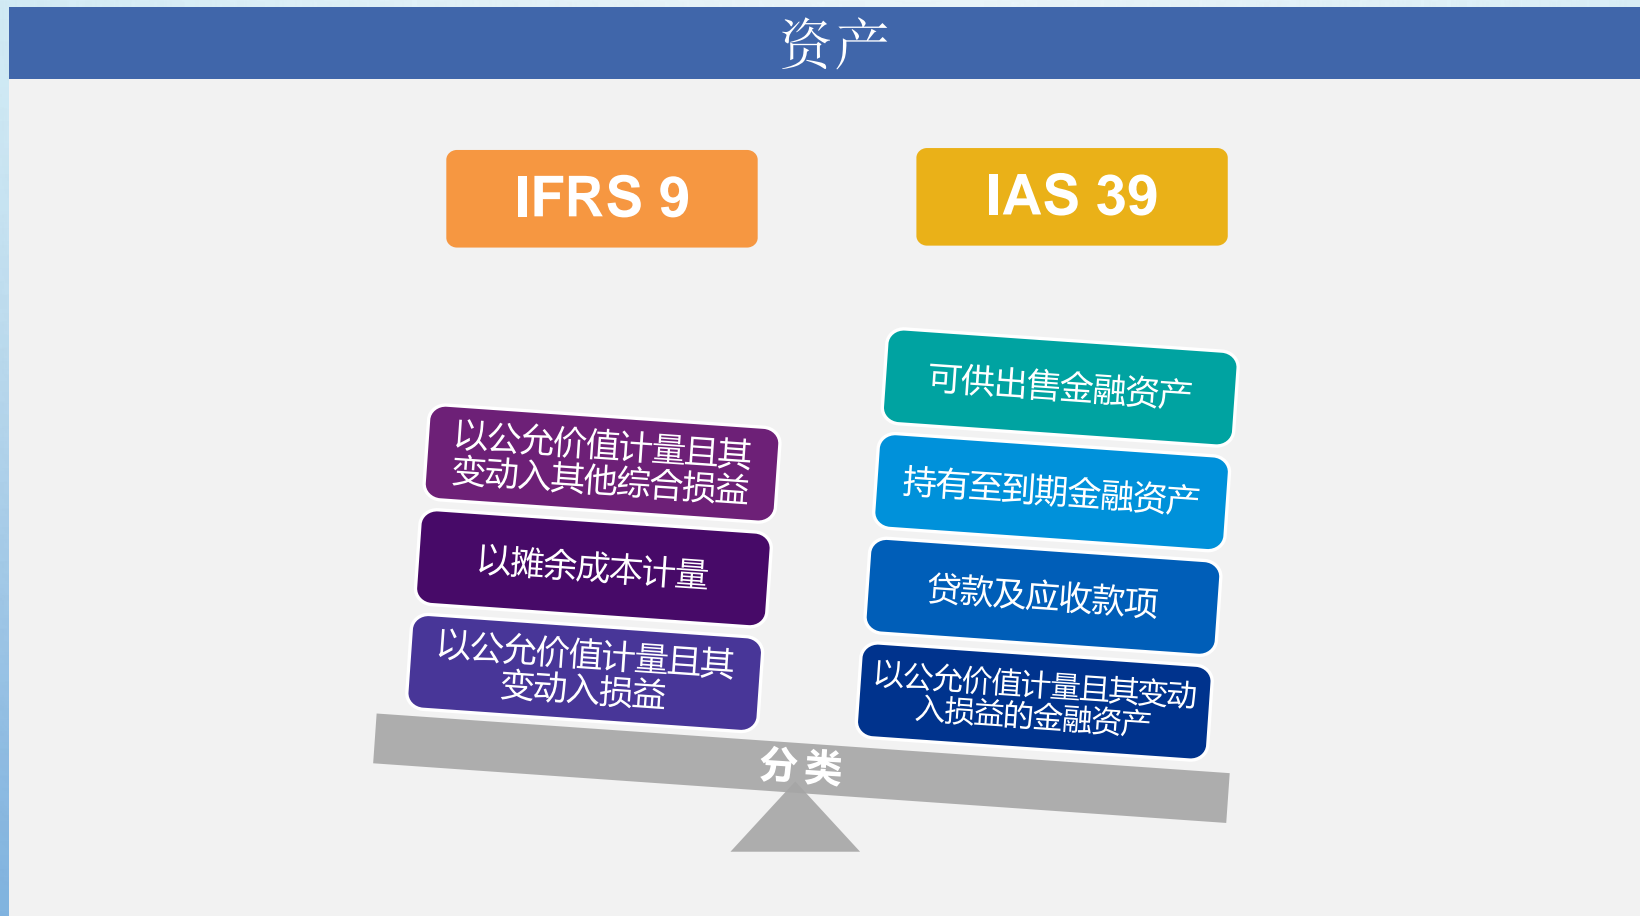 资产
IFRS 9
IAS 39
以公允价值计量且其
变动入其他综合损益
以摊余成本计量
以公允价值计量且其
变动入损益
可供出售金融资产
持有至到期金融资产
贷款及应收款项
以公允价值计量且其变动
入损益的金融资产
分类